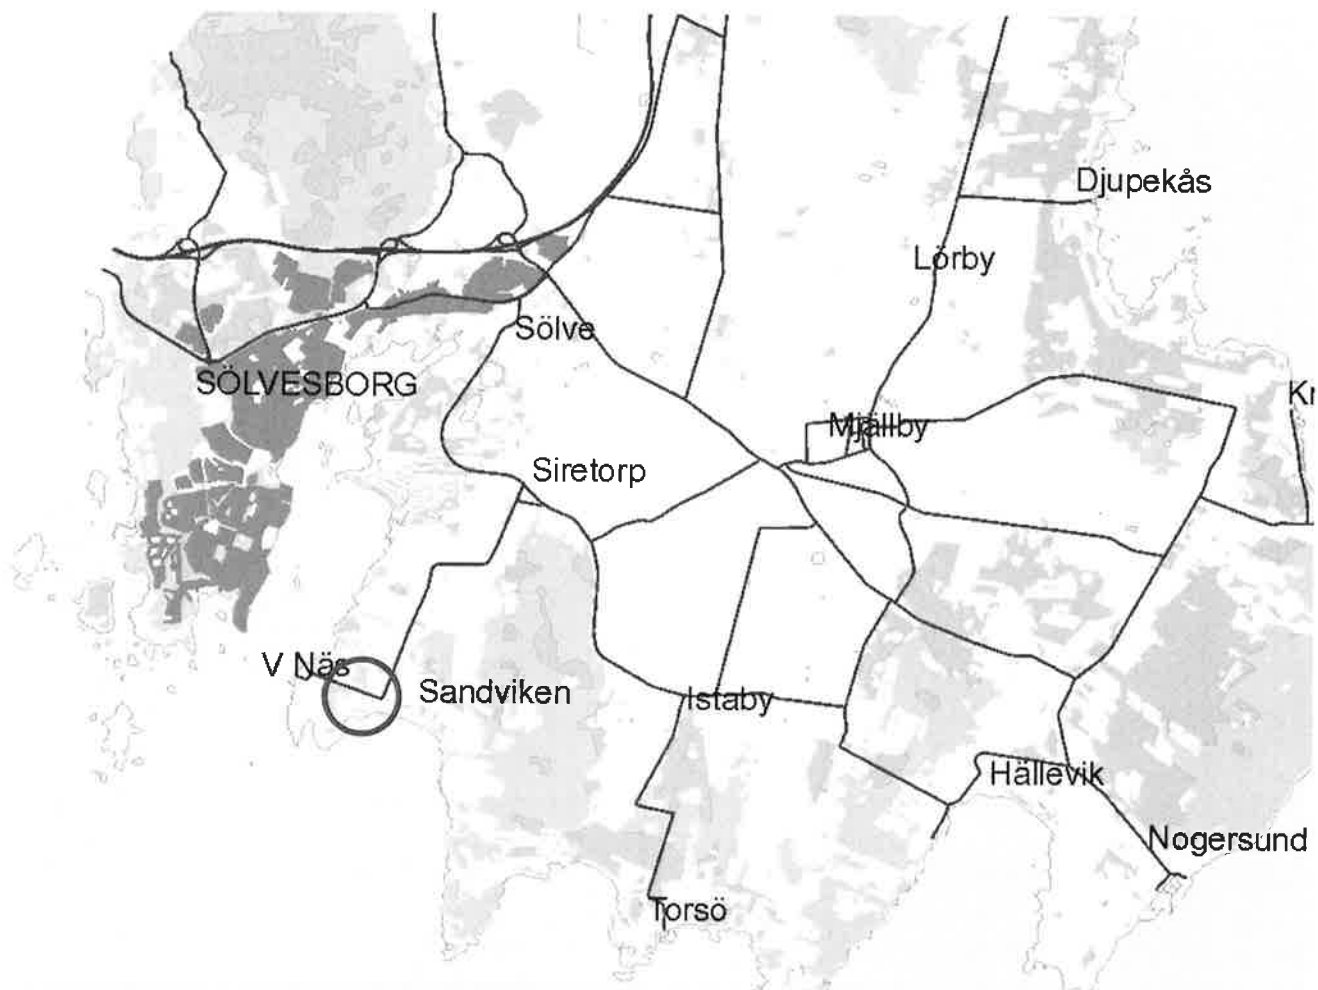 Djupekås
Lörby
Sölve
SÖLVESBORG
Mjällby
Siretorp
V Näs
Sandviken
Istaby
Hällevik
Nogersund
Torsö